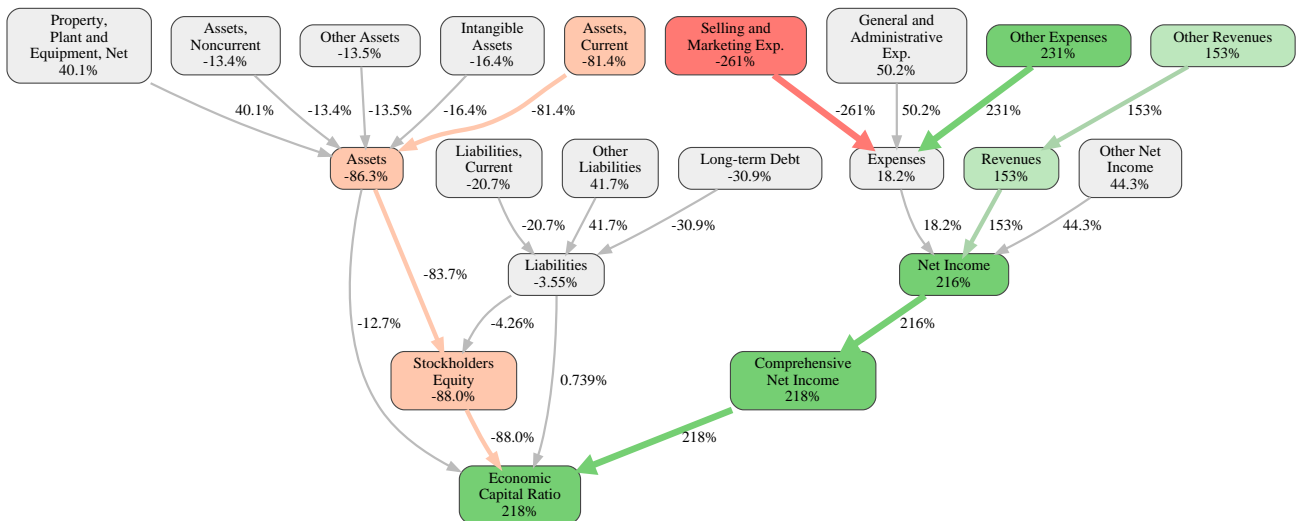 Property,
Plant and
Equipment, Net
40.1%
Assets,
Noncurrent
-13.4%
Other Assets
-13.5%
Intangible
Assets
-16.4%
Assets,
Current
-81.4%
Selling and
Marketing Exp.
-261%
General and
Administrative
Exp.
50.2%
Other Expenses
231%
Other Revenues
153%
40.1%
-13.4%
-13.5%
-16.4%
-81.4%
-261%
50.2%
231%
153%
Assets
-86.3%
Liabilities,
Current
-20.7%
Other
Liabilities
41.7%
Long-term Debt
-30.9%
Expenses
18.2%
Revenues
153%
Other Net
Income
44.3%
-20.7%
41.7%
-30.9%
18.2%
153%
44.3%
-83.7%
Liabilities
-3.55%
Net Income
216%
-12.7%
-4.26%
216%
Stockholders
Equity
-88.0%
0.739%
Comprehensive
Net Income
218%
-88.0%
218%
Economic
Capital Ratio
218%